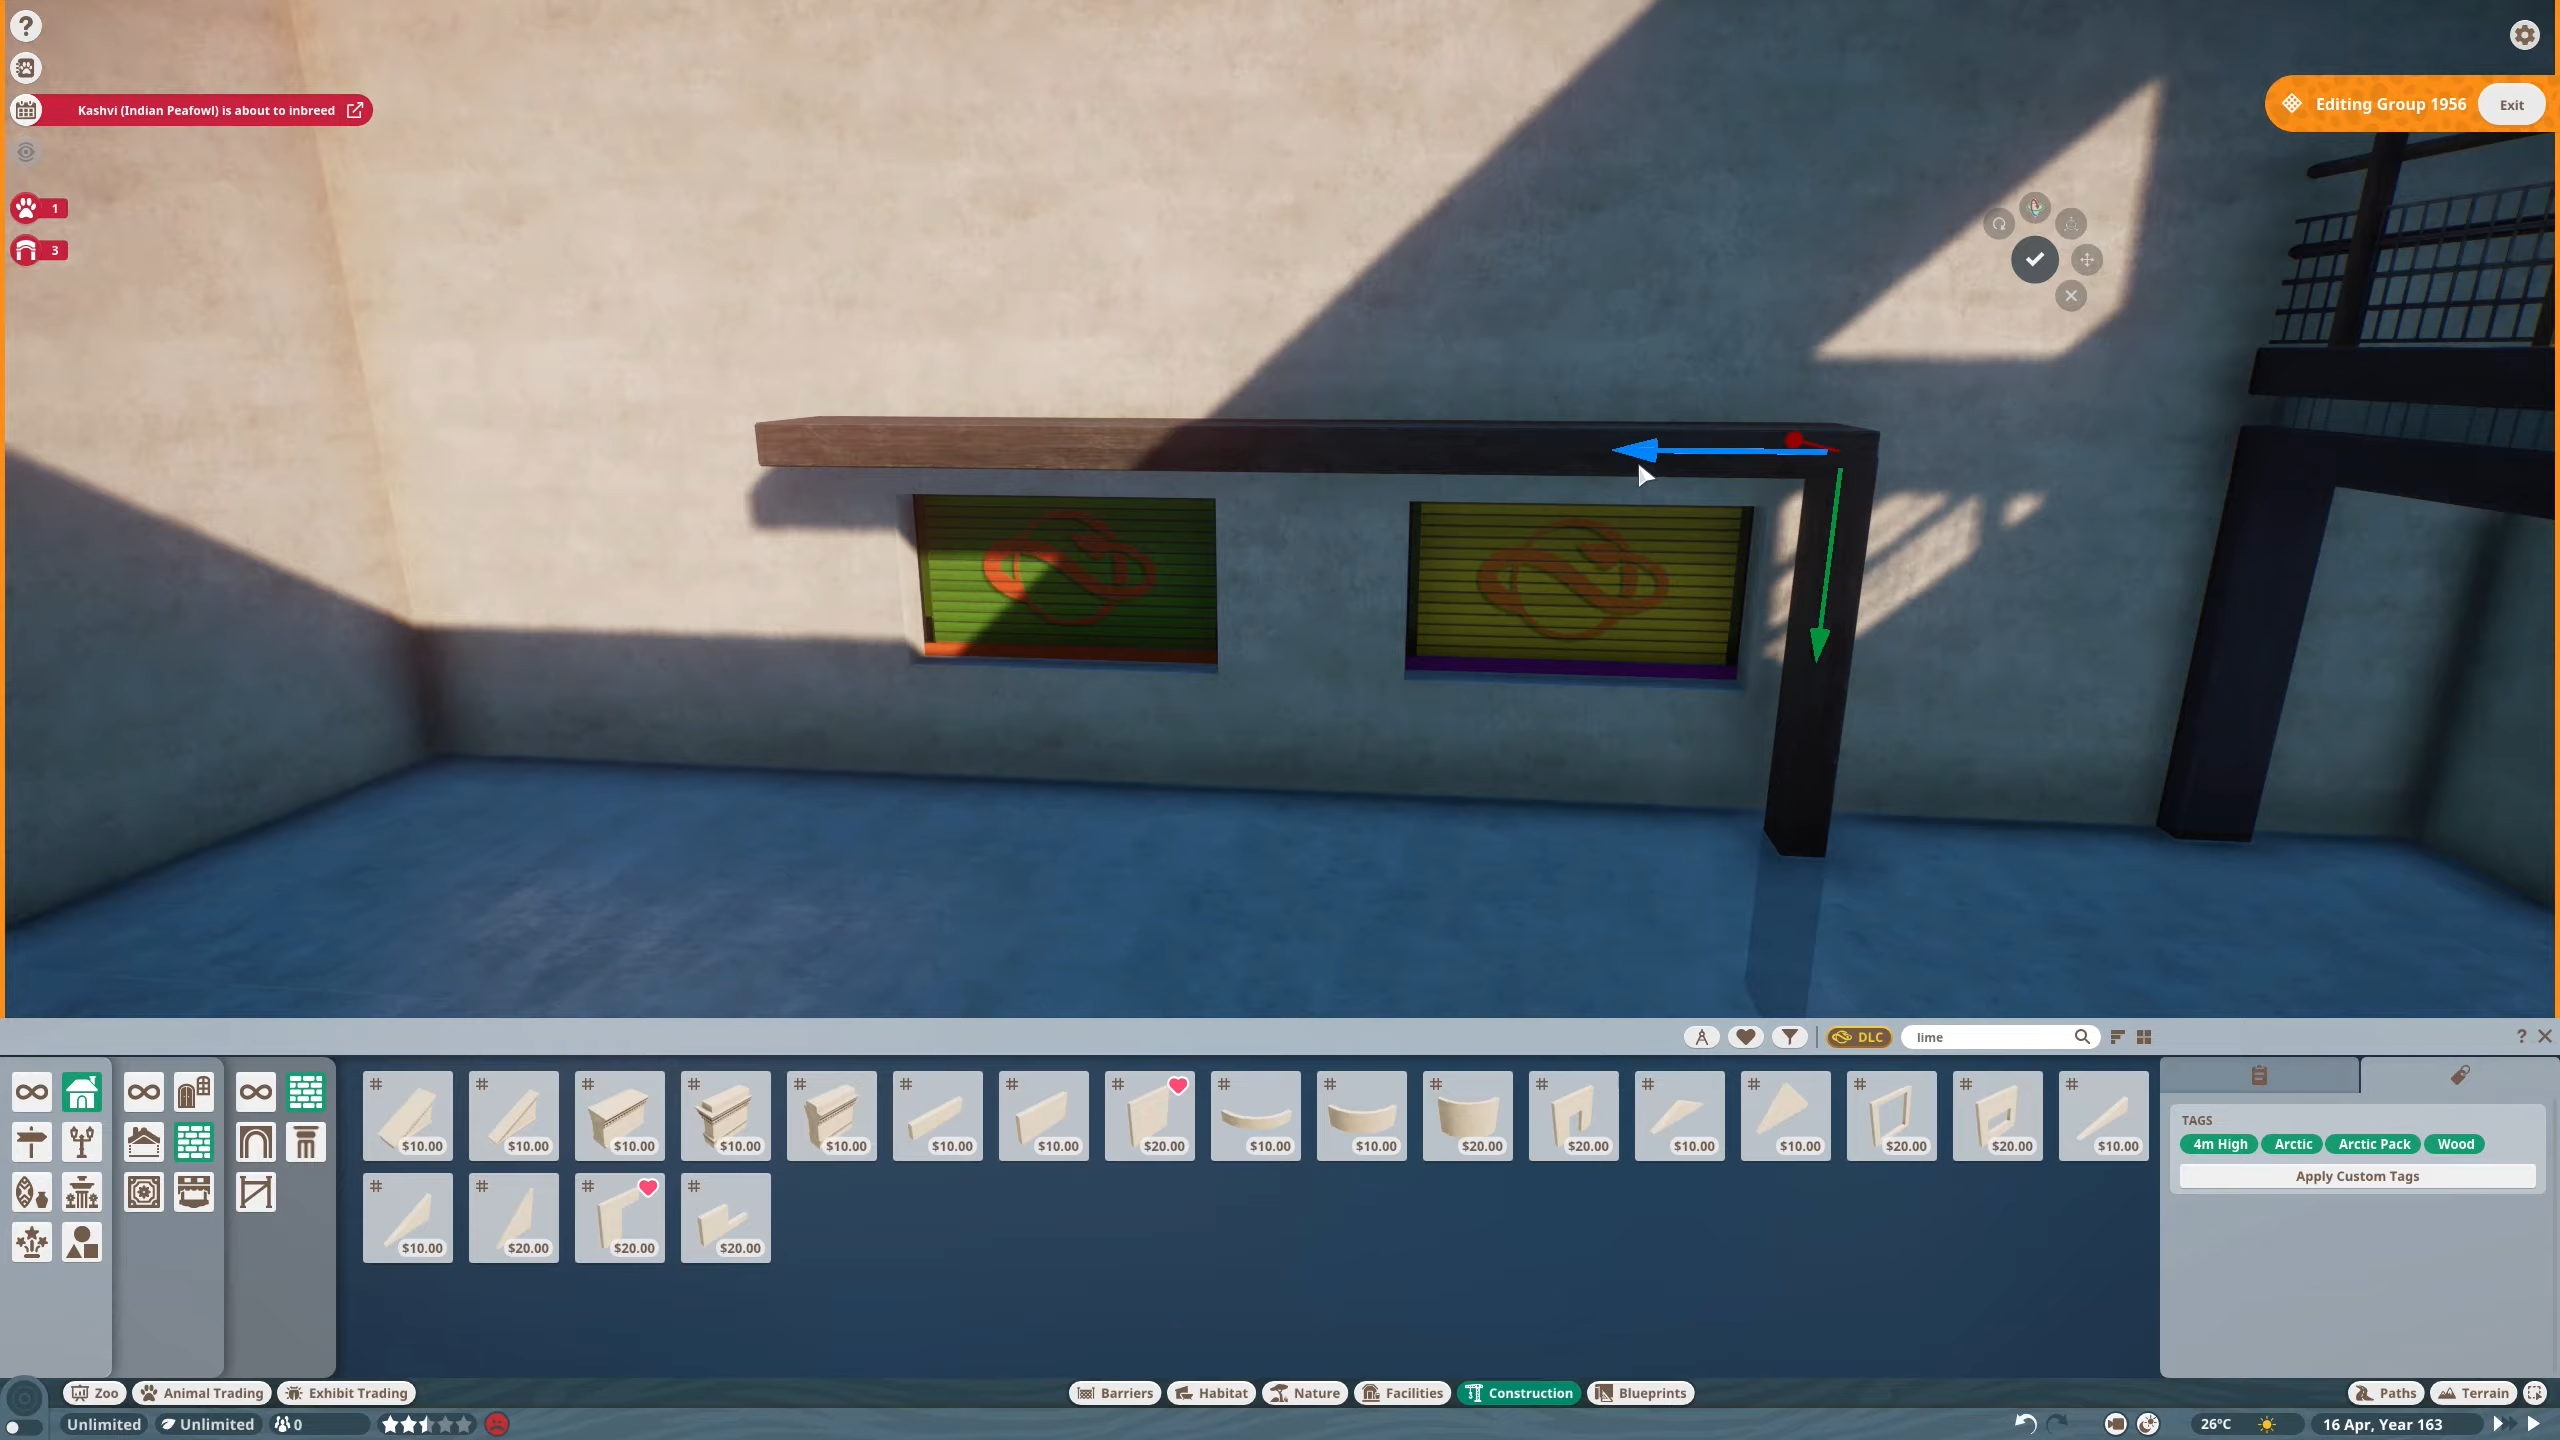 ?
Kashvi (Indian Peafowl) is about to inbreed
Editing Group 1956
Exit
1
3
DLC
lime
?
$10.00 $10.00 $10.00 $10.00 $10.00 $10.00 $10.00 $20.00 $10.00 $10.00 $20.00 $20.00 $10.00 $10.00 $20.00 $20.00 $10.00
$10.00 $20.00 $20.00 $20.00
TAGS
4m High Arctic Arctic Pack Wood
Apply Custom Tags
Zoo Animal Trading Exhibit Trading Barriers Habitat Nature Facilities Construction Blueprints Paths Terrain
Unlimited Unlimited 0 26°C 16 Apr, Year 163